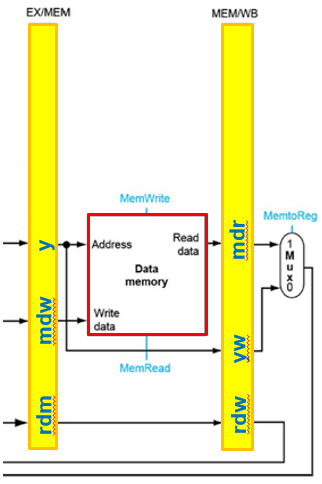 EX/MEM
MEM/WB
MemWrite
MemtoReg
y
Address
Read
data
mdr
1
M
u
x
0
Data
memory
mdw
Write
data
yw
MemRead
rdm
rdw